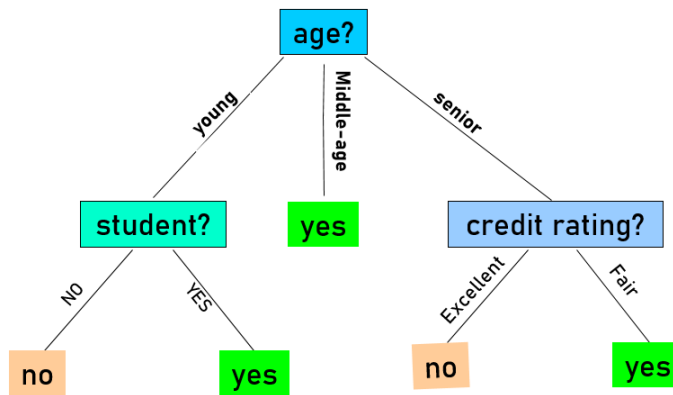 age?
young
Middle-age
senior
student?
yes
credit rating?
NO
YES
Excellent
Fair
no
yes
no
yes